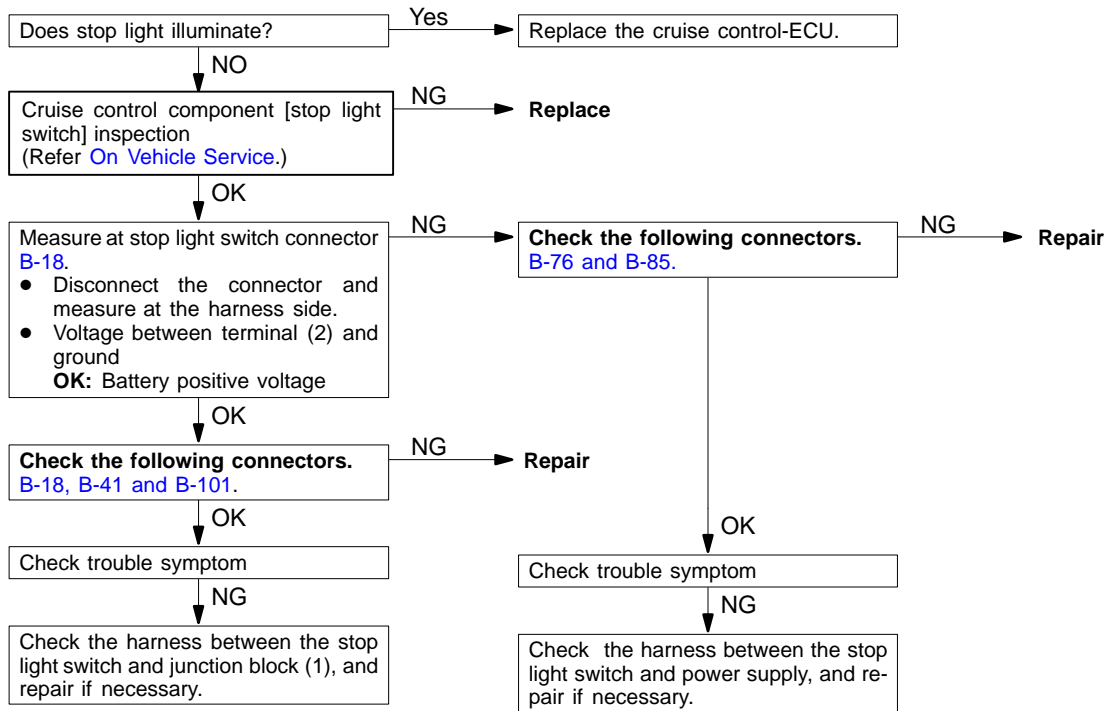 Does stop light illuminate?
Yes
Replace the cruise control-ECU.
NO
Cruise control component [stop light
switch] inspection
(Refer On Vehicle Service.)
NG
Replace
OK
Measure at stop light switch connector
B-18.
● Disconnect the connector and
measure at the harness side.
● Voltage between terminal (2) and
ground
OK: Battery positive voltage
NG
Check the following connectors.
B-76 and B-85.
NG
Repair
OK
Check the following connectors.
B-18, B-41 and B-101.
NG
Repair
OK
Check trouble symptom
NG
Check the harness between the stop
light switch and junction block (1), and
repair if necessary.
OK
Check trouble symptom
NG
Check the harness between the stop
light switch and power supply, and re-
pair if necessary.